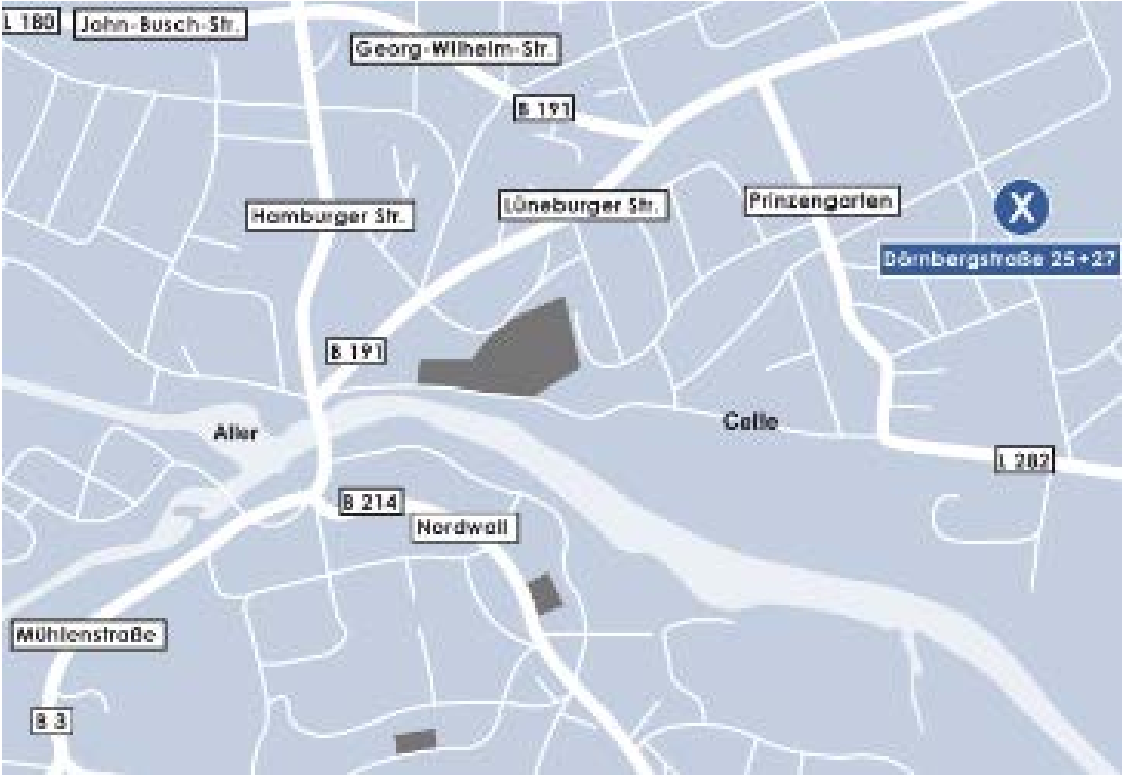 L 180
John-Busch-Str.
Georg-Wilhelm-Str.
B 191
Hamburger Str.
Lüneburger Str.
Prinzengarten
X
Dörnbergstraße 25+27
B 191
Aller
Celle
L 282
B 214
Nordwall
Mühlenstraße
B 3